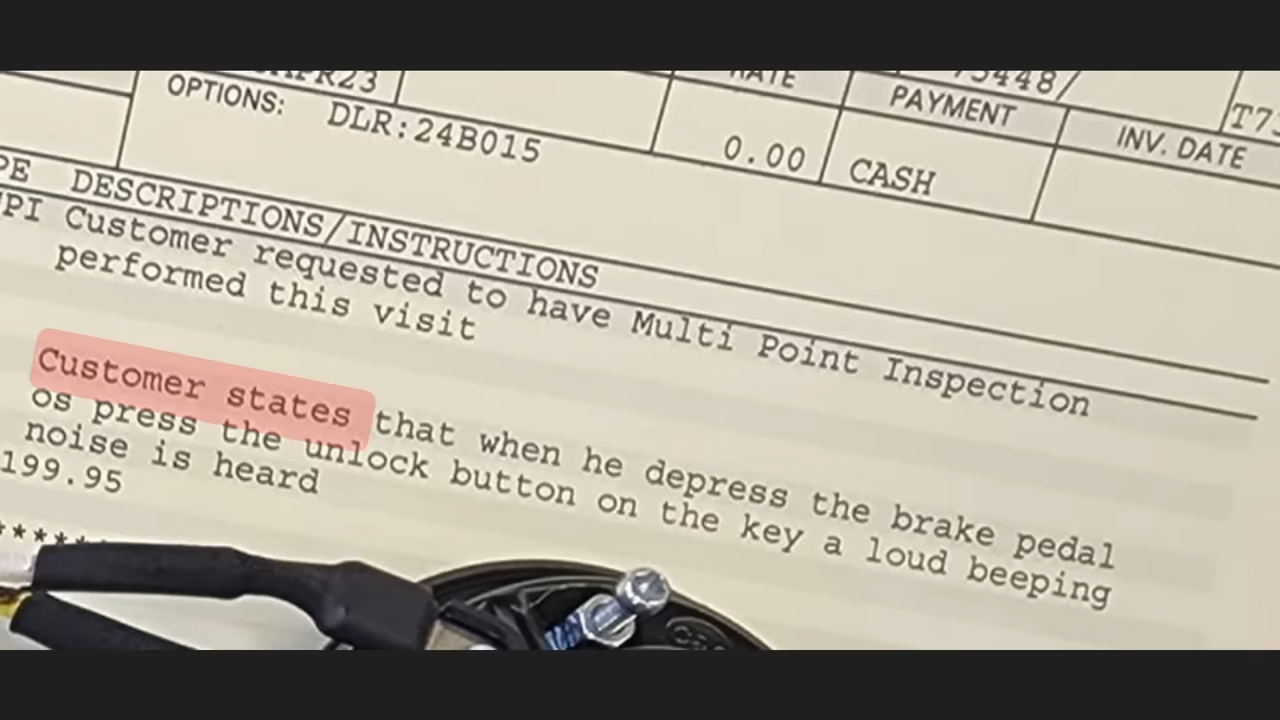 OPTIONS: DLR:24B015
PAYMENT
INV. DATE
0.00
CASH
DESCRIPTIONS/INSTRUCTIONS
Customer requested to have Multi Point Inspection
performed this visit
Customer states that when he depress the brake pedal
os press the unlock button on the key a loud beeping
noise is heard
199.95